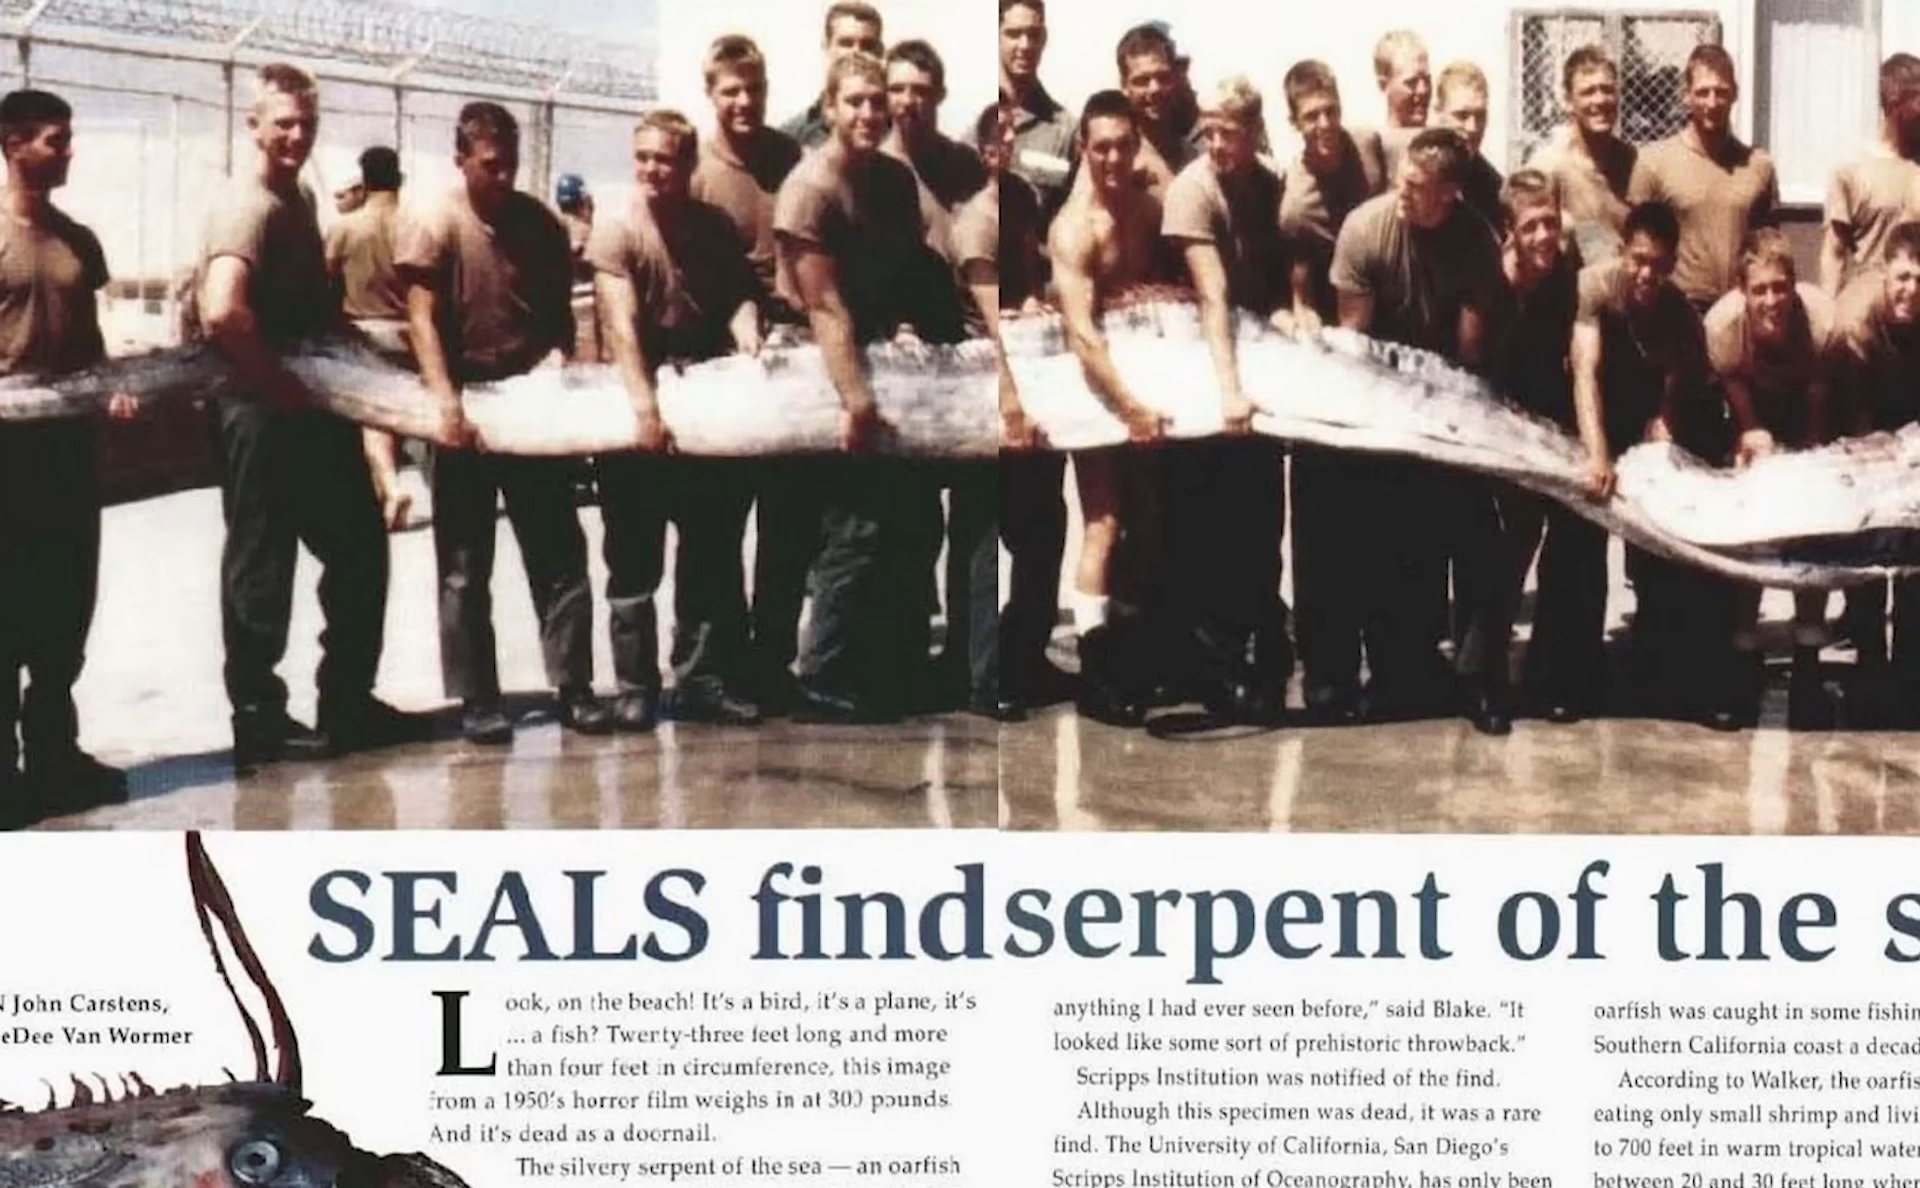 SEALS find serpent of the s
John Carstens,
eDee Van Wormer
Look, on the beach! It's a bird, it's a plane, it's
... a fish? Twenty-three feet long and more
than four feet in circumference, this image
from a 1950's horror film weighs in at 300 pounds.
And it's dead as a doornail.
The silvery serpent of the sea — an oarfish
anything I had ever seen before," said Blake. "It
looked like some sort of prehistoric throwback."
Scripps Institution was notified of the find.
Although this specimen was dead, it was a rare
find. The University of California, San Diego's
Scripps Institution of Oceanography, has only been
oarfish was caught in some fishin
Southern California coast a decad
According to Walker, the oarfis
eating only small shrimp and livi
to 700 feet in warm tropical water
between 20 and 30 feet long when